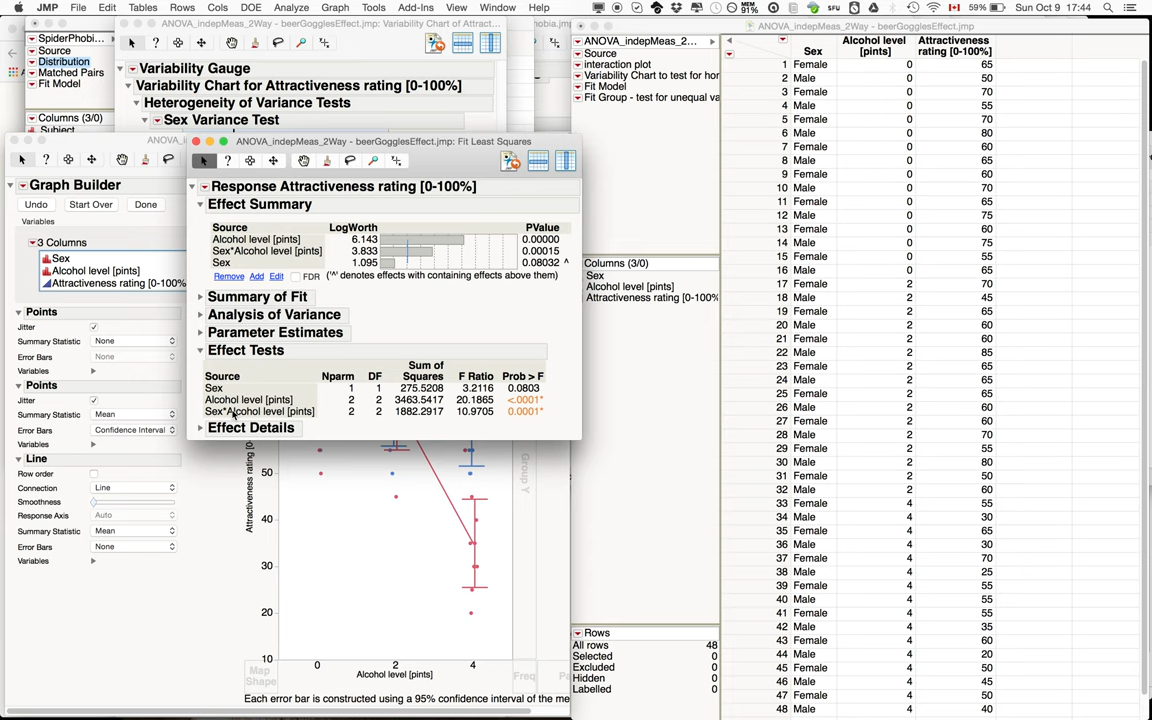 JMP File Edit Tables Rows Cols DOE Analyze Graph Tools Add-Ins View Window Help 59% Sun Oct 9 17:44
SpiderPhobi...
Source
Distribution
Matched Pairs
Fit Model
Columns (3/0)
Subject
ANOVA_indepMeas_2Way - beerGogglesEffect.jmp: Variability Chart of Attract...
Variability Gauge
Variability Chart for Attractiveness rating [0-100%]
Heterogeneity of Variance Tests
Sex Variance Test
Graph Builder
Undo Start Over Done
Variables
3 Columns
Sex
Alcohol level [pints]
Attractiveness rating [0-100%
Points
Jitter
Summary Statistic None
Error Bars None
Variables
Points
Jitter
Summary Statistic Mean
Error Bars Confidence Interval
Variables
Line
Row order
Connection Line
Smoothness
Response Axis Auto
Summary Statistic Mean
Error Bars None
Variables
ANOVA_indepMeas_2Way - beerGogglesEffect.jmp: Fit Least Squares
Response Attractiveness rating [0-100%]
Effect Summary
Source LogWorth PValue
Alcohol level [pints] 6.143 0.00000
Sex*Alcohol level [pints] 3.833 0.00015
Sex 1.095 0.08032 ^
Remove Add Edit FDR ('^' denotes effects with containing effects above them)
Summary of Fit
Analysis of Variance
Parameter Estimates
Effect Tests
Source Nparm DF Sum of Squares F Ratio Prob > F
Sex 1 1 275.5208 3.2116 0.0803
Alcohol level [pints] 2 2 3463.5417 20.1865 <.0001*
Sex*Alcohol level [pints] 2 2 1882.2917 10.9705 0.0001*
Effect Details
50
40
30
20
10
0 2 4
Alcohol level [pints]
Group Y
Map Shape
Freq
Each error bar is constructed using a 95% confidence interval of the me
ANOVA_indepMeas_2Way - beerGogglesEffect.jmp
ANOVA_indepMeas_2...
Source
interaction plot
Variability Chart to test for hor
Fit Model
Fit Group - test for unequal va
Columns (3/0)
Sex
Alcohol level [pints]
Attractiveness rating [0-100%
Rows
All rows 48
Selected 0
Excluded 0
Hidden 0
Labelled 0
Sex Alcohol level [pints] Attractiveness rating [0-100%]
1 Female 0 65
2 Male 0 50
3 Female 0 70
4 Male 0 55
5 Female 0 70
6 Male 0 80
7 Female 0 60
8 Male 0 65
9 Female 0 60
10 Male 0 70
11 Female 0 65
12 Male 0 75
13 Female 0 60
14 Male 0 75
15 Female 0 55
16 Male 0 65
17 Female 2 70
18 Male 2 45
19 Female 2 65
20 Male 2 60
21 Female 2 60
22 Male 2 85
23 Female 2 65
24 Male 2 65
25 Female 2 60
26 Male 2 70
27 Female 2 60
28 Male 2 70
29 Female 2 55
30 Male 2 80
31 Female 2 50
32 Male 2 60
33 Female 4 55
34 Male 4 30
35 Female 4 65
36 Male 4 30
37 Female 4 70
38 Male 4 25
39 Female 4 55
40 Male 4 55
41 Female 4 55
42 Male 4 35
43 Female 4 60
44 Male 4 20
45 Female 4 50
46 Male 4 45
47 Female 4 50
48 Male 4 40